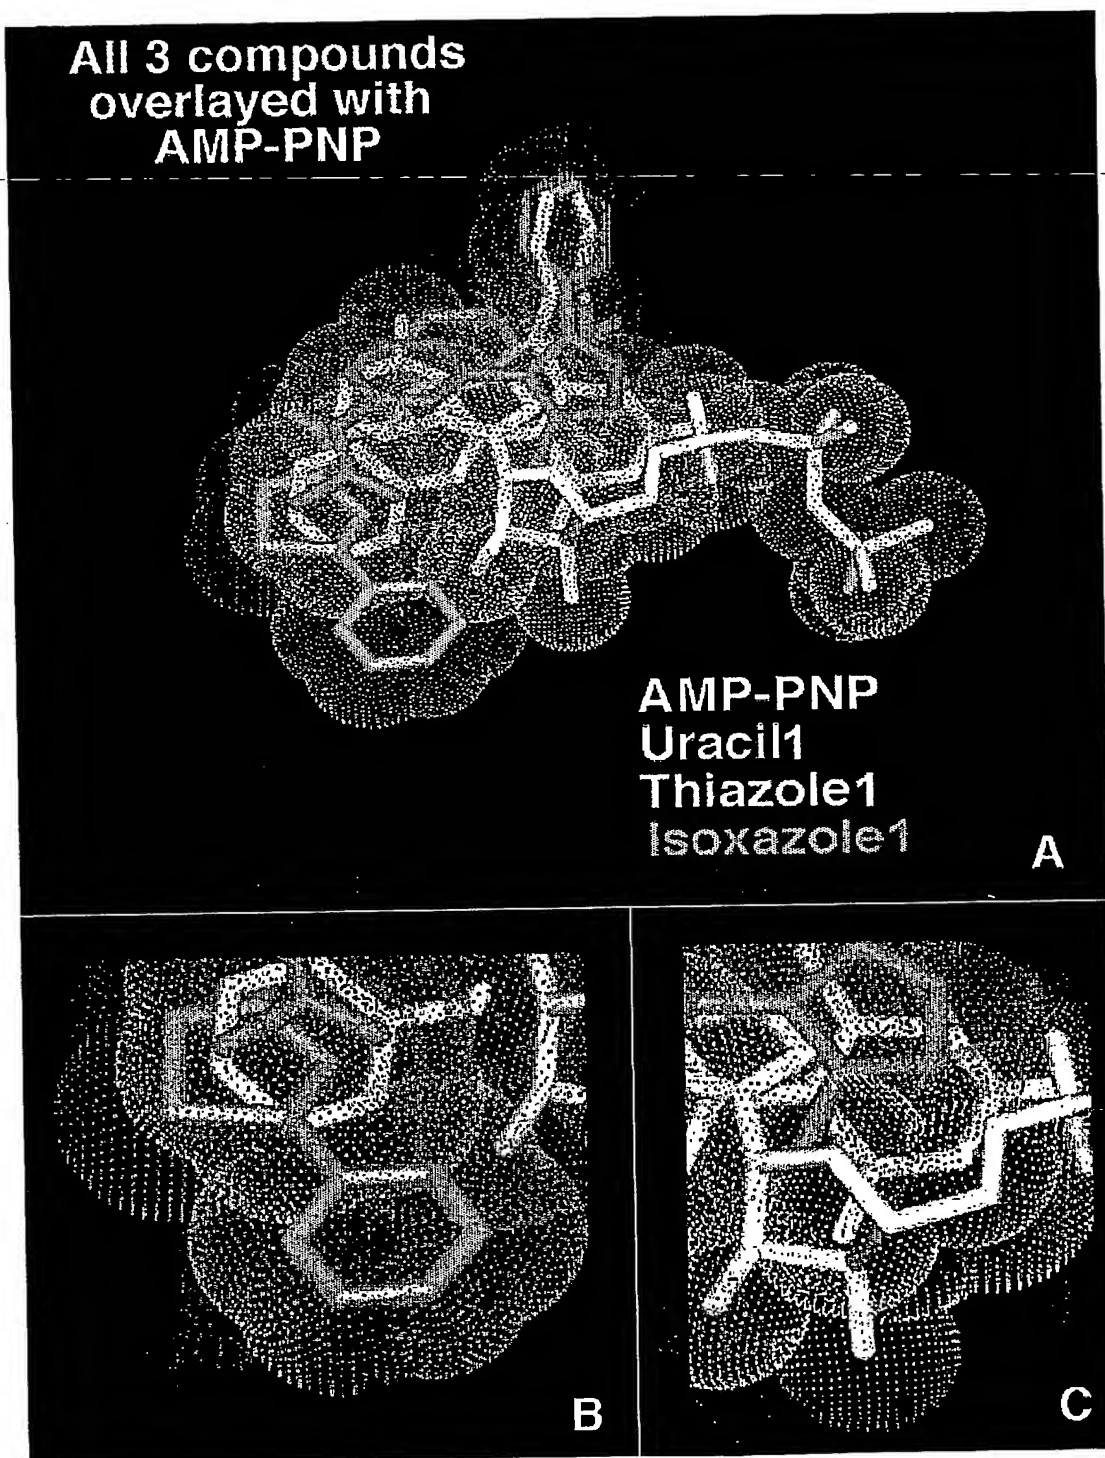 All 3 compounds
overlayed with
AMP-PNP
AMP-PNP
Uracil1
Thiazole1
Isoxazole1
A
B
C